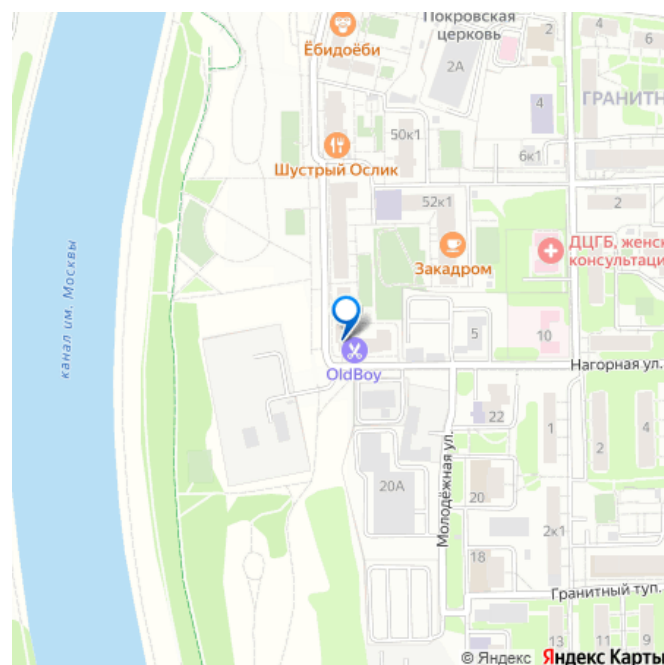 Покровская
церковь
4
6
2
Ёбидоёби
2А
4
ГРАНИТН
50к1
Шустрый Ослик
6к1
52к1
2
канал им. Москвы
Закадром
ДЦГБ, женск
консультаци
5
10
OldBoy
Нагорная ул.
22
1
2
4
Молодёжная ул.
20А
20
2к1
18
Гранитный туп.
13
11
9
© Яндекс Яндекс Карты